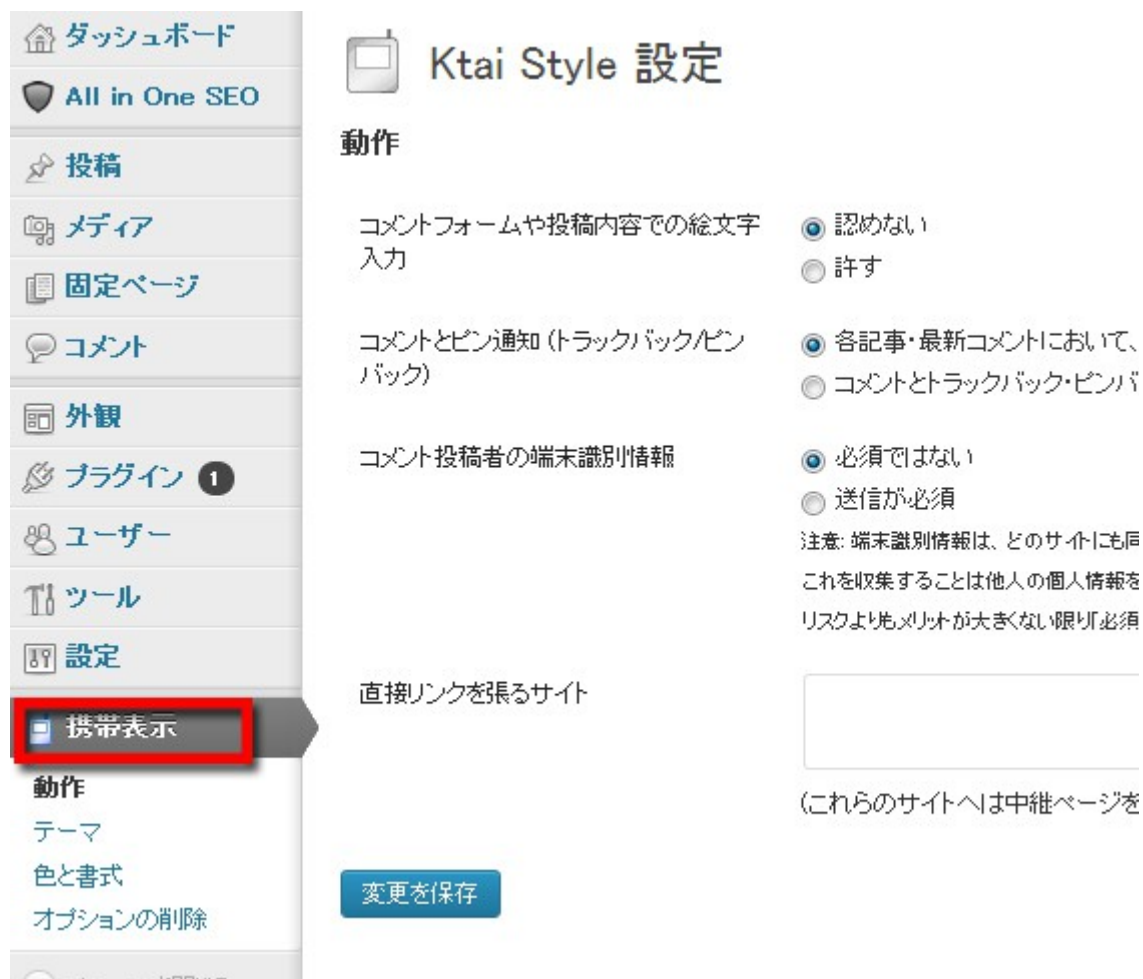 ダッシュボード
All in One SEO
投稿
メディア
固定ページ
コメント
外観
プラグイン 1
ユーザー
ツール
設定
携帯表示
動作
テーマ
色と書式
オプションの削除
Ktai Style 設定
動作
コメントフォームや投稿内容での絵文字
入力
認めない
許す
コメントとピン通知 (トラックバック/ピン
バック)
各記事・最新コメントにおいて、
コメントとトラックバック・ピンバ
コメント投稿者の端末識別情報
必須ではない
送信が必須
注意: 端末識別情報は、どのサイトにも同
これを収集することは他人の個人情報を
リスクよりもメリットが大きくない限り「必須
直接リンクを張るサイト
(これらのサイトへは中継ページを
変更を保存